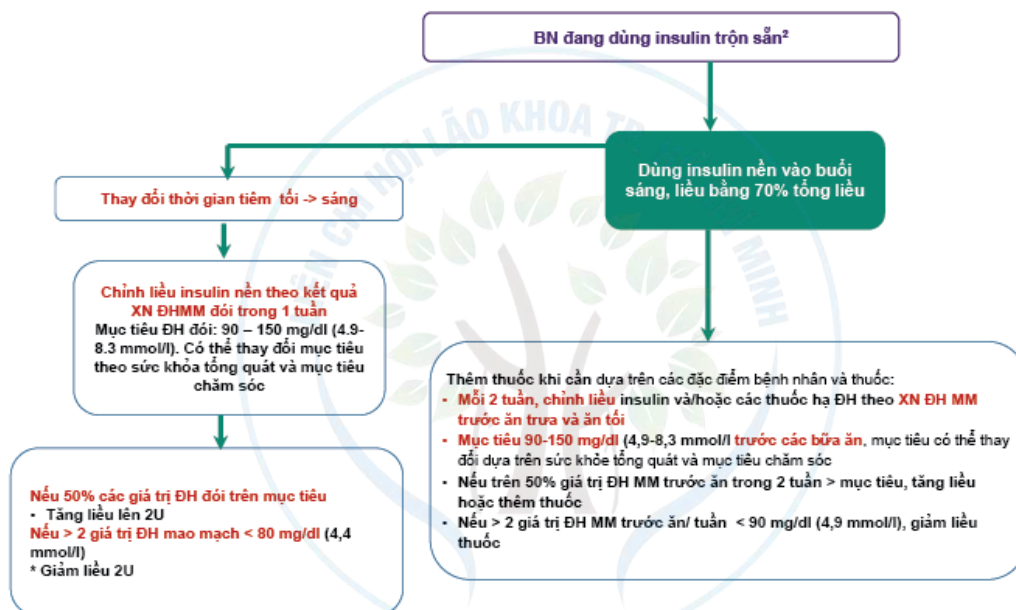 BN đang dùng insulin trộn sẵn²
Dùng insulin nền vào buổi
sáng, liều bằng 70% tổng liều
Thay đổi thời gian tiêm tối -> sáng
Chỉnh liều insulin nền theo kết quả
XN ĐHMM đói trong 1 tuần
Mục tiêu ĐH đói: 90 – 150 mg/dl (4.9-
8.3 mmol/l). Có thể thay đổi mục tiêu
theo sức khỏa tổng quát và mục tiêu
chăm sóc
Nếu 50% các giá trị ĐH đói trên mục tiêu
• Tăng liều lên 2U
Nếu > 2 giá trị ĐH mao mạch < 80 mg/dl (4,4
mmol/l)
* Giảm liều 2U
Thêm thuốc khi cần dựa trên các đặc điểm bệnh nhân và thuốc:
• Mỗi 2 tuần, chỉnh liều insulin và/hoặc các thuốc hạ ĐH theo XN ĐH MM
trước ăn trưa và ăn tối
• Mục tiêu 90-150 mg/dl (4,9-8,3 mmol/l trước các bữa ăn, mục tiêu có thể thay
đổi dựa trên sức khỏe tổng quát và mục tiêu chăm sóc
• Nếu trên 50% giá trị ĐH MM trước ăn trong 2 tuần > mục tiêu, tăng liều
hoặc thêm thuốc
• Nếu > 2 giá trị ĐH MM trước ăn/ tuần < 90 mg/dl (4,9 mmol/l), giảm liều
thuốc
LIÊN CHI HỘI LÃO KHOA
MINH